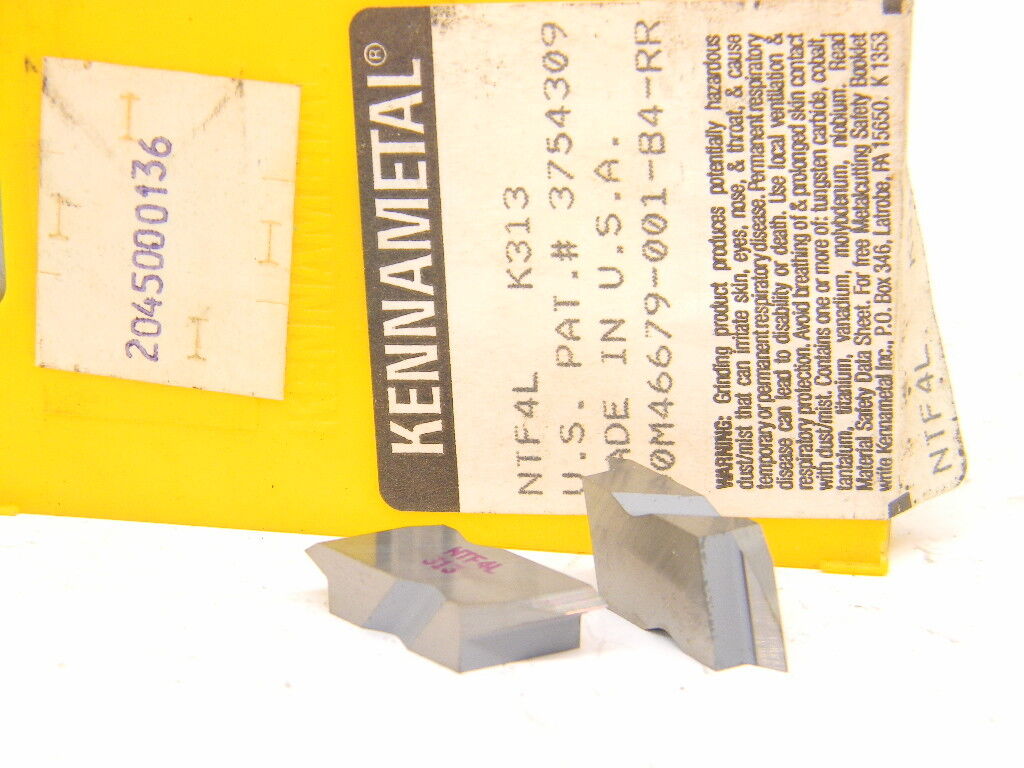 2045000136
KENNAMETAL®
NTF4L K313
U.S. PAT.# 3754309
ADE IN U.S.A.
0M46679-001-B4-RR
WARNING: Grinding product produces potentially hazardous
dust/mist that can irritate skin, eyes, nose, & throat, & cause
temporary or permanent respiratory disease. Permanent respiratory
disease can lead to disability or death. Use local ventilation &
respiratory protection. Avoid breathing of & prolonged skin contact
with dust/mist. Contains one or more of: tungsten carbide, cobalt,
tantalum, titanium, vanadium, molybdenum, niobium. Read
Material Safety Data Sheet. For free Metalcutting Safety Booklet
write Kennametal Inc., P.O. Box 346, Latrobe, PA 15650. K 1353
NTF4L
NTF4L
313